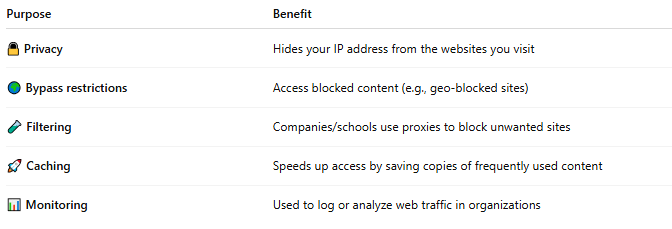 Purpose Benefit
🔒 Privacy Hides your IP address from the websites you visit
🌍 Bypass restrictions Access blocked content (e.g., geo-blocked sites)
🧪 Filtering Companies/schools use proxies to block unwanted sites
🚀 Caching Speeds up access by saving copies of frequently used content
📊 Monitoring Used to log or analyze web traffic in organizations